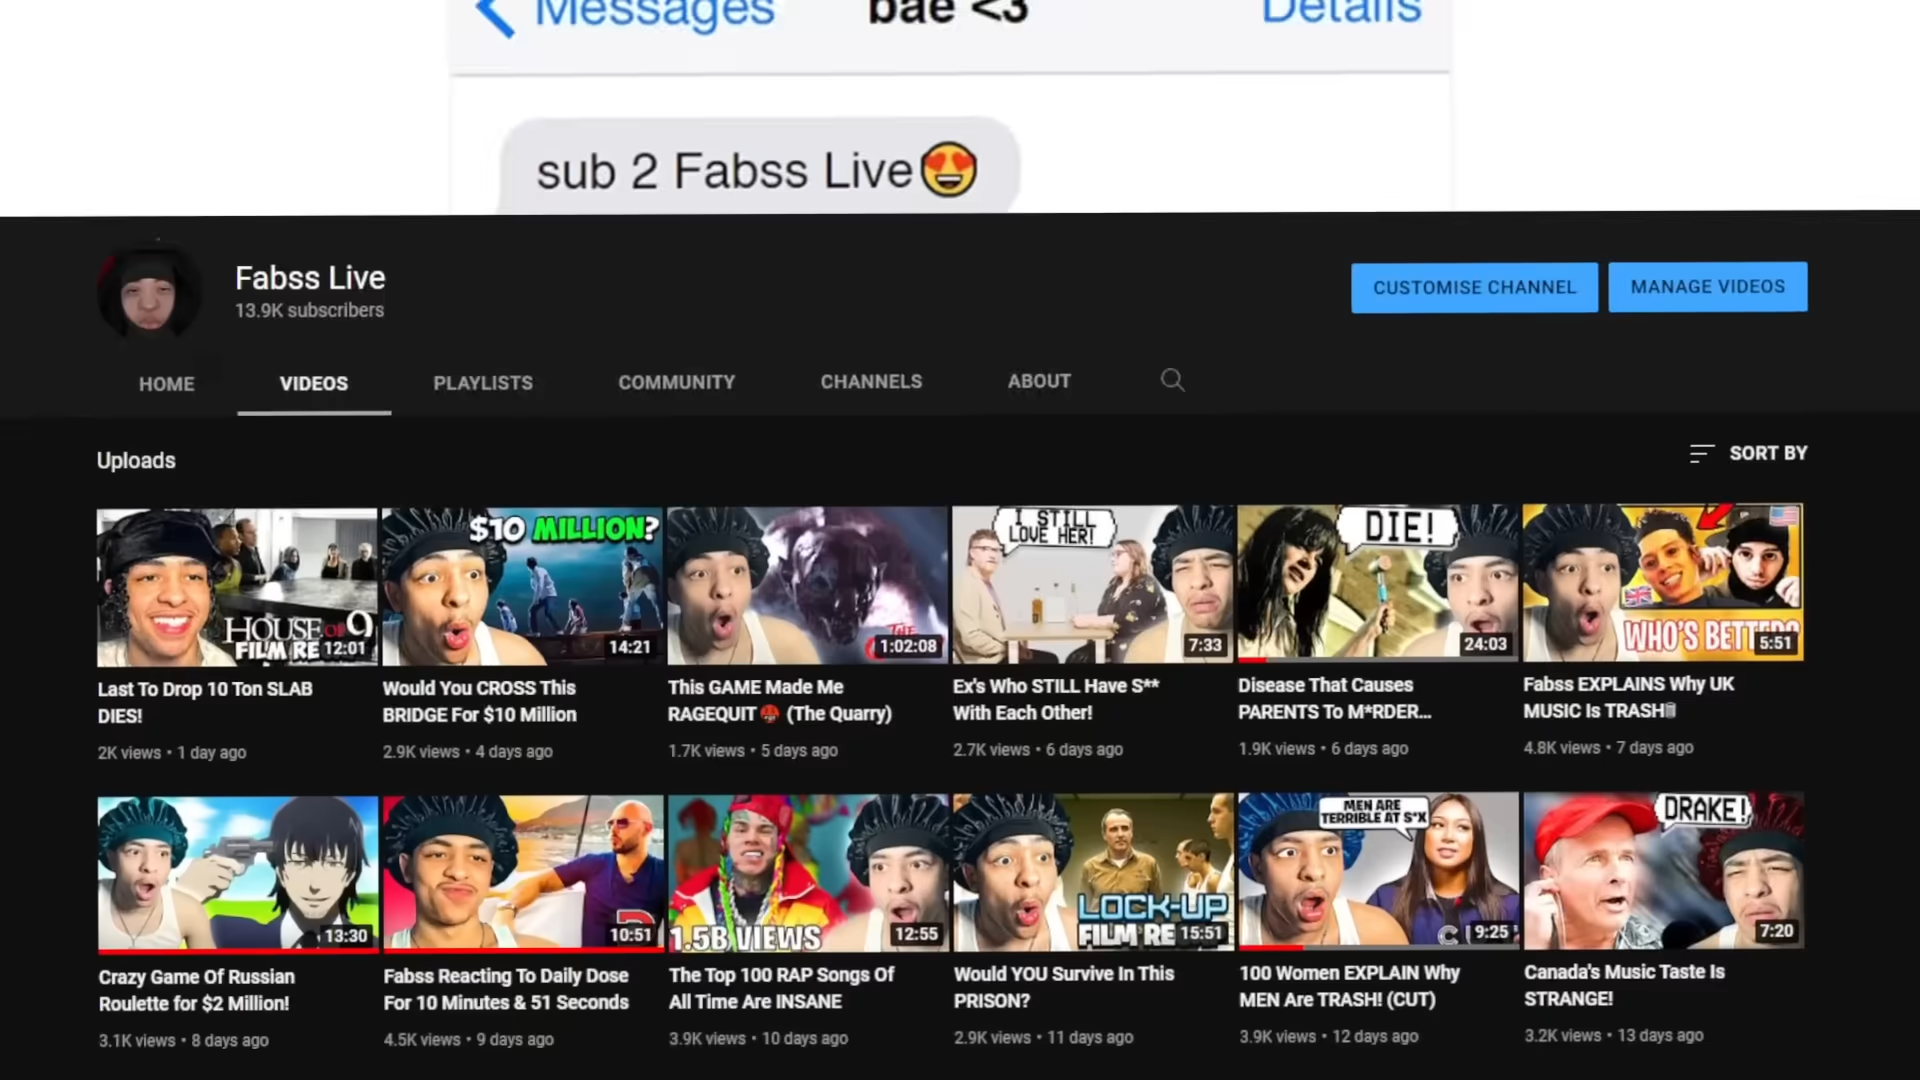 Messages
bae <3
Details
sub 2 Fabss Live😍
Fabss Live
13.9K subscribers
CUSTOMISE CHANNEL
MANAGE VIDEOS
HOME
VIDEOS
PLAYLISTS
COMMUNITY
CHANNELS
ABOUT
Uploads
SORT BY
HOUSE OF 9
FILM RE
12:01
$10 MILLION?
14:21
THE
1:02:08
I STILL
LOVE HER!
7:33
DIE!
24:03
WHO'S BETTER?
5:51
Last To Drop 10 Ton SLAB
DIES!
2K views • 1 day ago
Would You CROSS This
BRIDGE For $10 Million
2.9K views • 4 days ago
This GAME Made Me
RAGEQUIT🤬 (The Quarry)
1.7K views • 5 days ago
Ex's Who STILL Have S**
With Each Other!
2.7K views • 6 days ago
Disease That Causes
PARENTS To M*RDER...
1.9K views • 6 days ago
Fabss EXPLAINS Why UK
MUSIC Is TRASH🗑
4.8K views • 7 days ago
13:30
10:51
1.5B VIEWS
12:55
LOCK-UP
FILM RE
15:51
MEN ARE
TERRIBLE AT S*X
9:25
DRAKE!
7:20
Crazy Game Of Russian
Roulette for $2 Million!
3.1K views • 8 days ago
Fabss Reacting To Daily Dose
For 10 Minutes & 51 Seconds
4.5K views • 9 days ago
The Top 100 RAP Songs Of
All Time Are INSANE
3.9K views • 10 days ago
Would YOU Survive In This
PRISON?
2.9K views • 11 days ago
100 Women EXPLAIN Why
MEN Are TRASH! (CUT)
3.9K views • 12 days ago
Canada's Music Taste Is
STRANGE!
3.2K views • 13 days ago